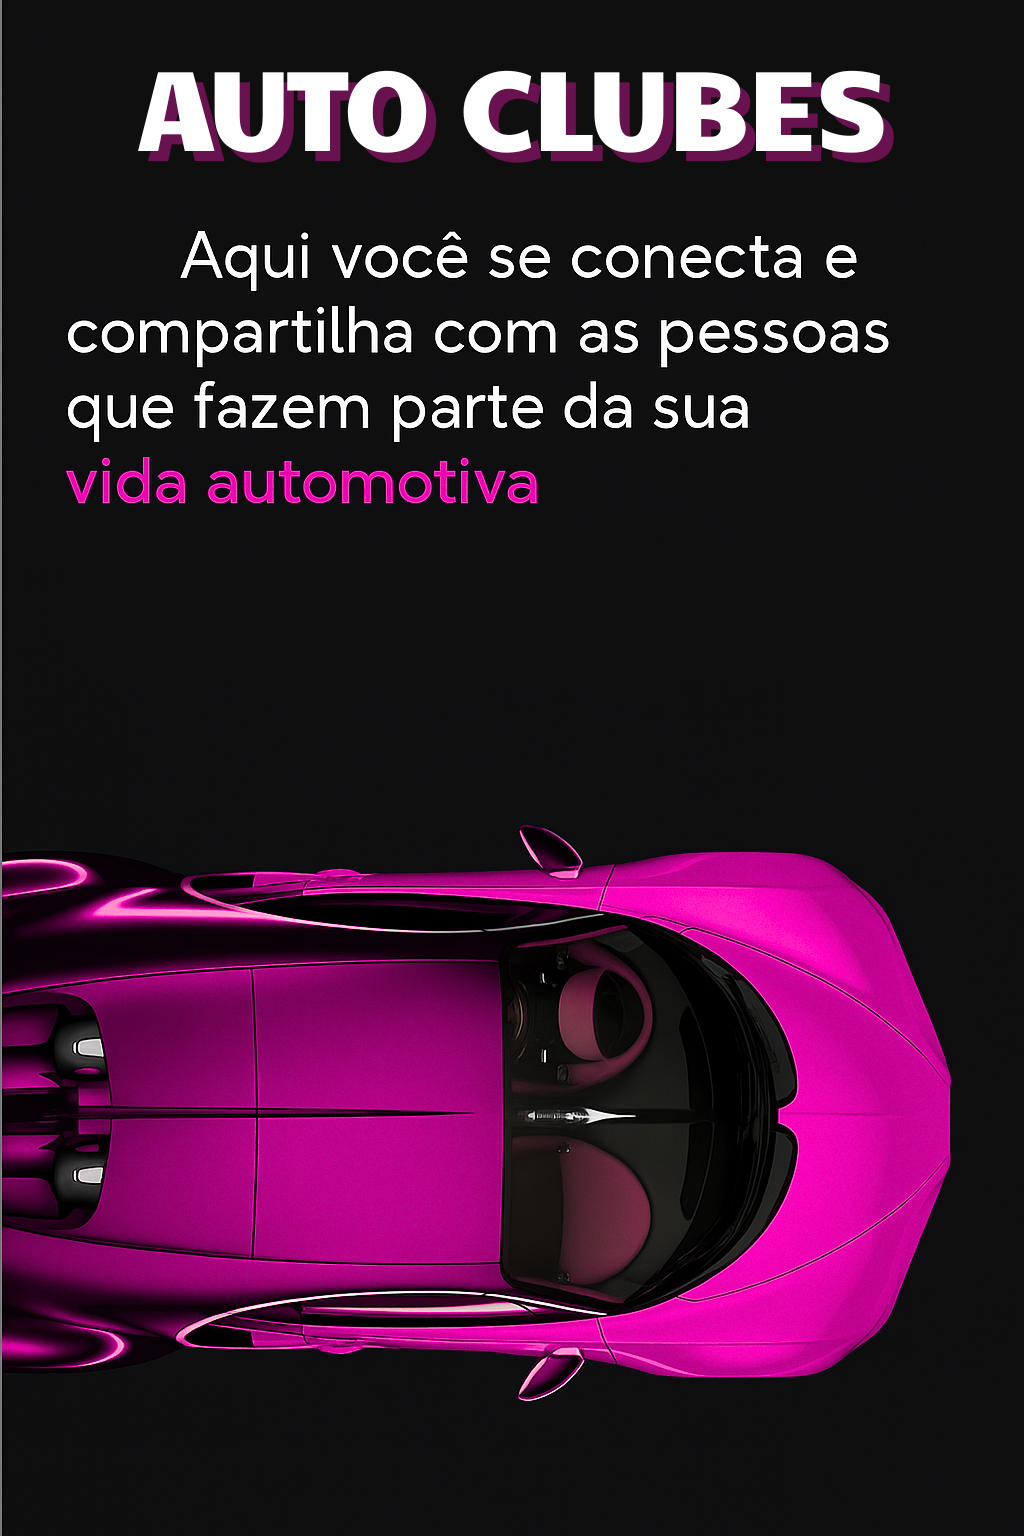 AUTO CLUBES
Aqui você se conecta e
compartilha com as pessoas
que fazem parte da sua
vida automotiva